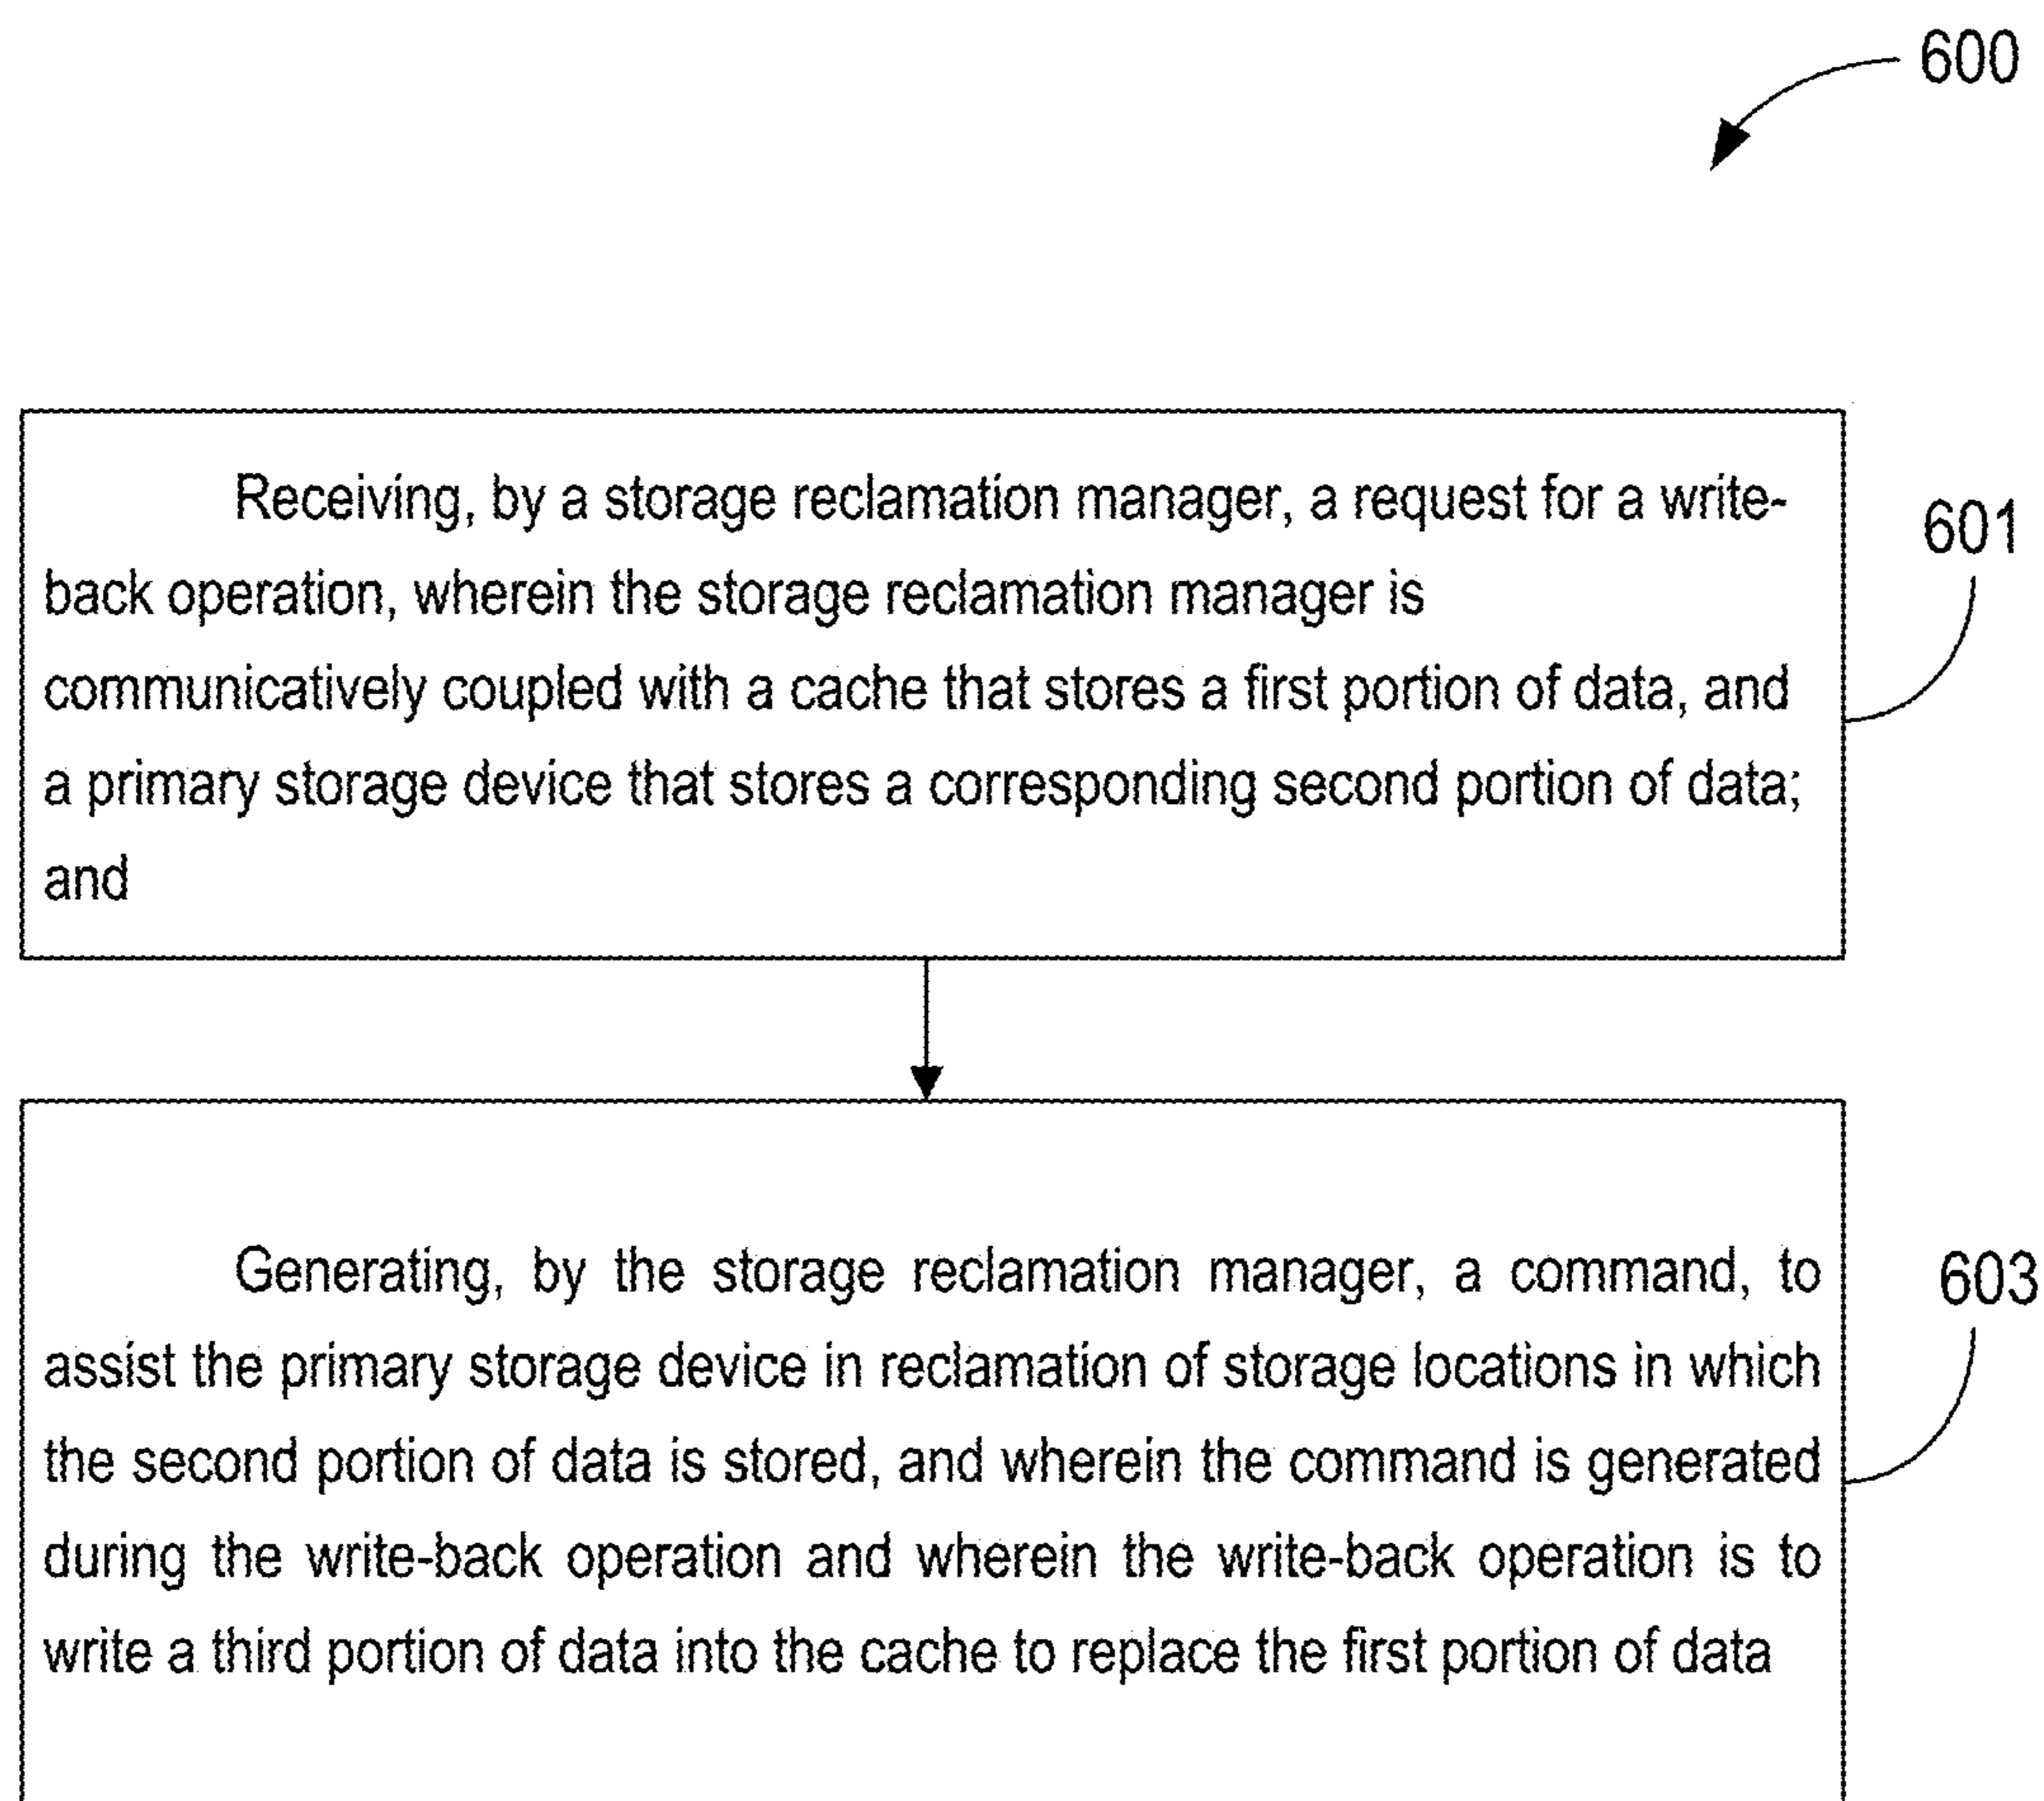 600
Receiving, by a storage reclamation manager, a request for a write-
back operation, wherein the storage reclamation manager is
communicatively coupled with a cache that stores a first portion of data, and
a primary storage device that stores a corresponding second portion of data;
and
601
Generating, by the storage reclamation manager, a command, to
assist the primary storage device in reclamation of storage locations in which
the second portion of data is stored, and wherein the command is generated
during the write-back operation and wherein the write-back operation is to
write a third portion of data into the cache to replace the first portion of data
603